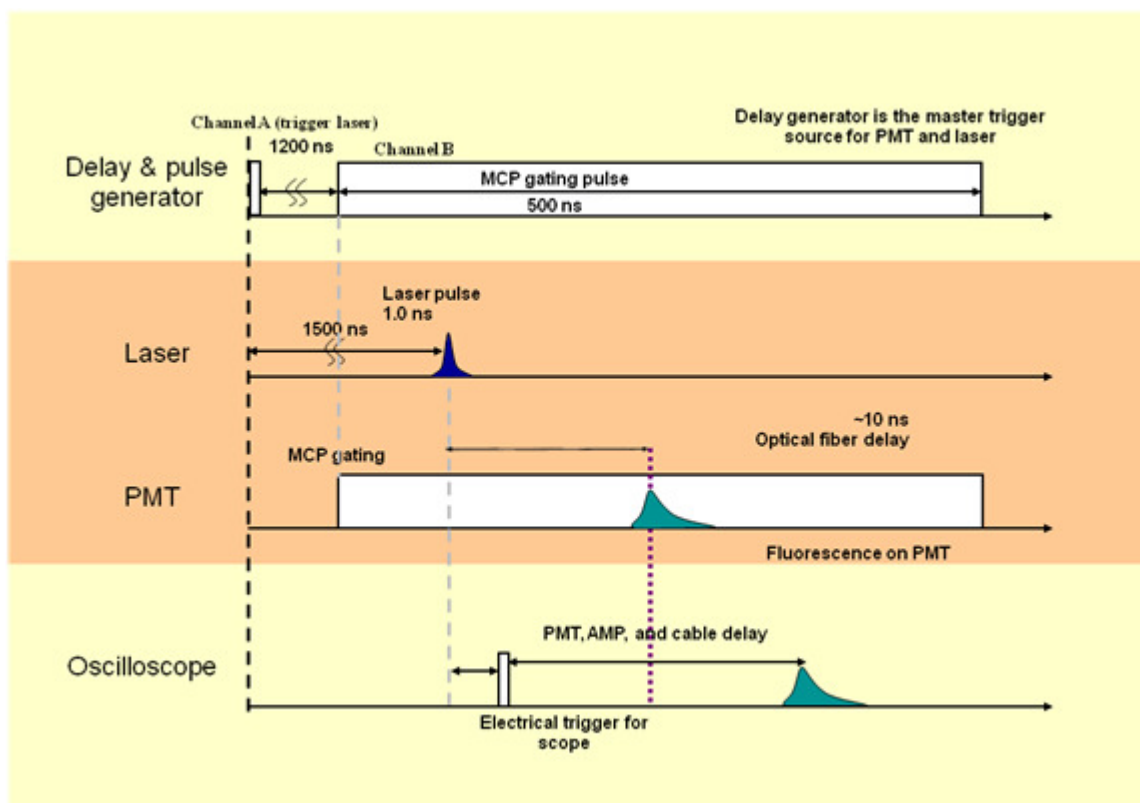 Delay generator is the master trigger
source for PMT and laser
Channel A (trigger laser)
1200 ns
Channel B
Delay & pulse
generator
MCP gating pulse
500 ns
Laser pulse
1.0 ns
1500 ns
Laser
~10 ns
Optical fiber delay
MCP gating
PMT
Fluorescence on PMT
PMT, AMP, and cable delay
Oscilloscope
Electrical trigger for
scope